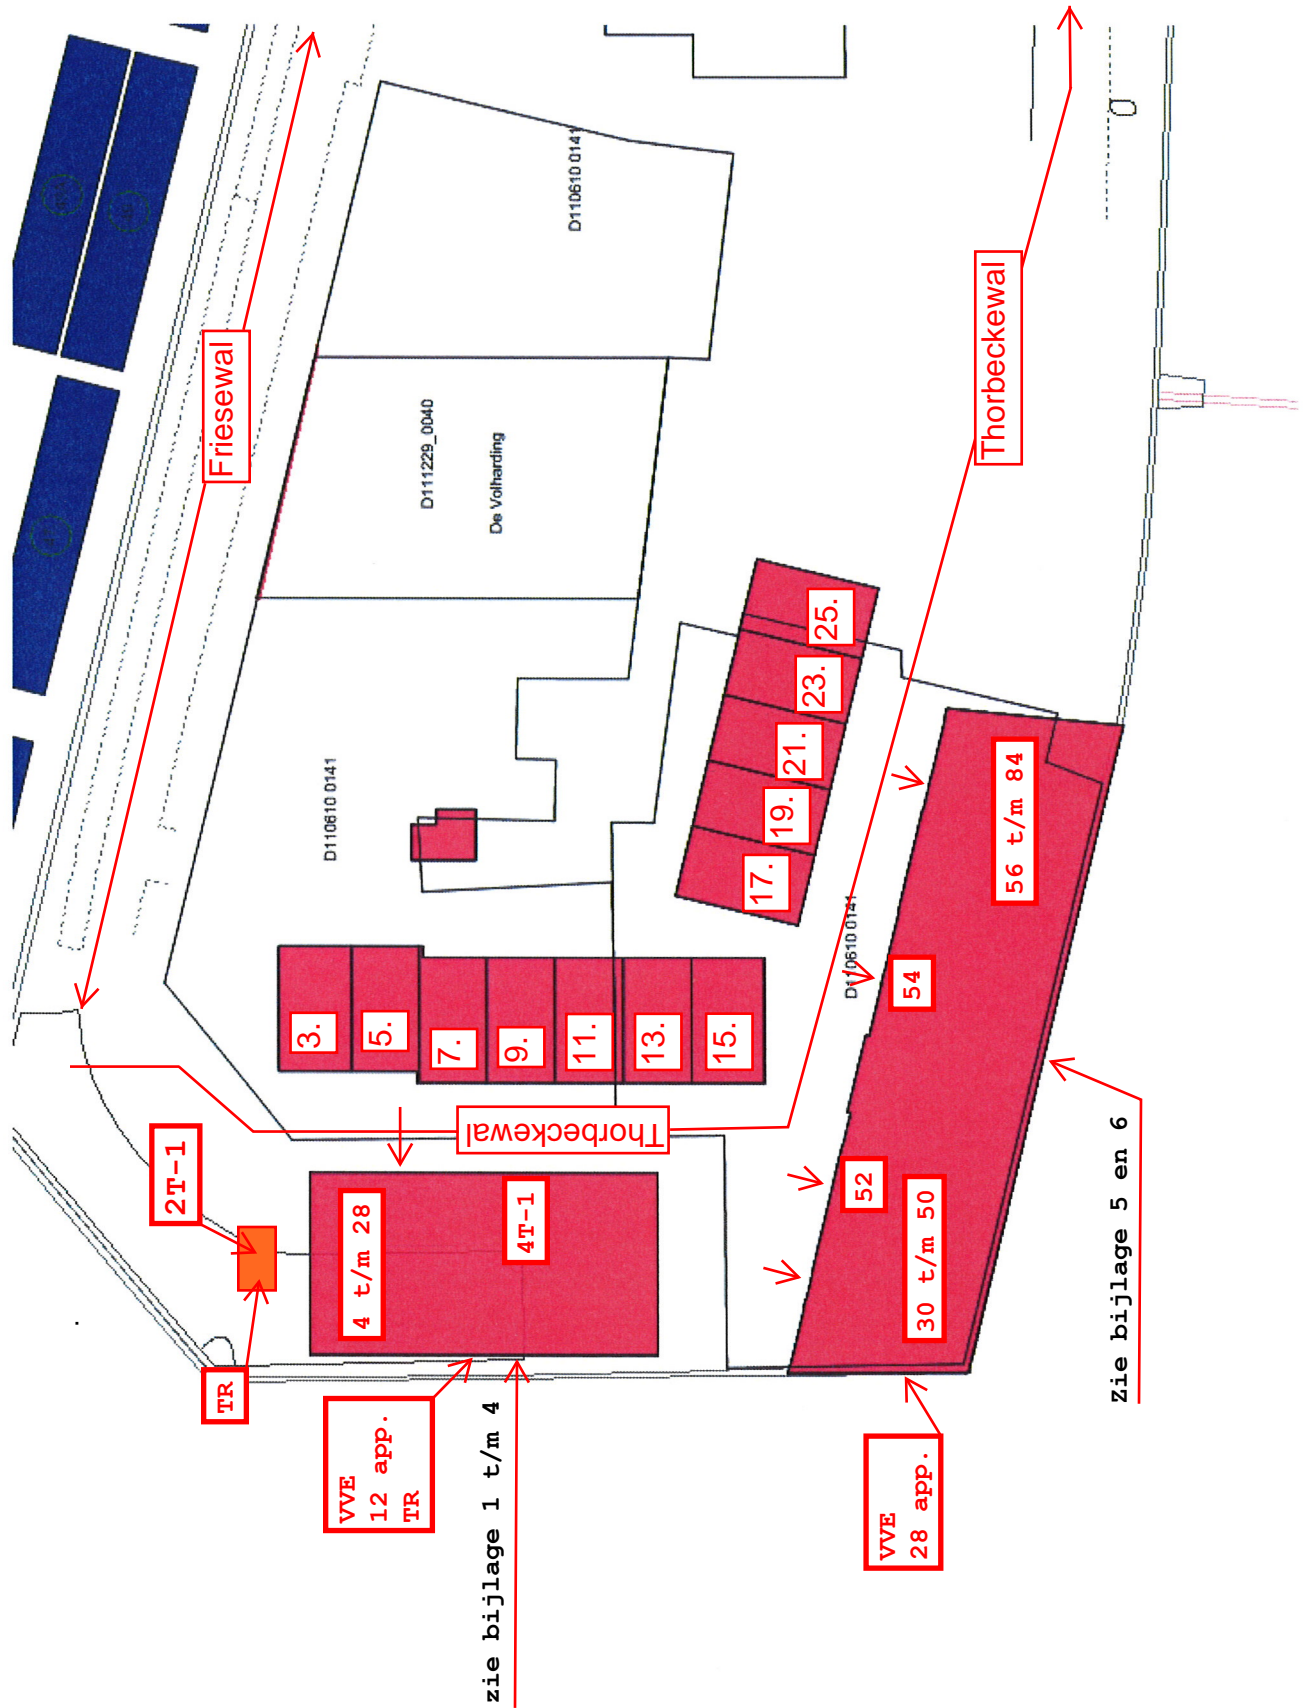 Friesewal
Thorbeckewal
Thorbeckewal
D110610 0141
D111229_0040
De Volharding
D110610 0141
D110610 0141
3.
5.
7.
9.
11.
13.
15.
17.
19.
21.
23.
25.
2T-1
TR
4 t/m 28
4T-1
VVE
12 app.
TR
zie bijlage 1 t/m 4
52
54
30 t/m 50
56 t/m 84
VVE
28 app.
Zie bijlage 5 en 6